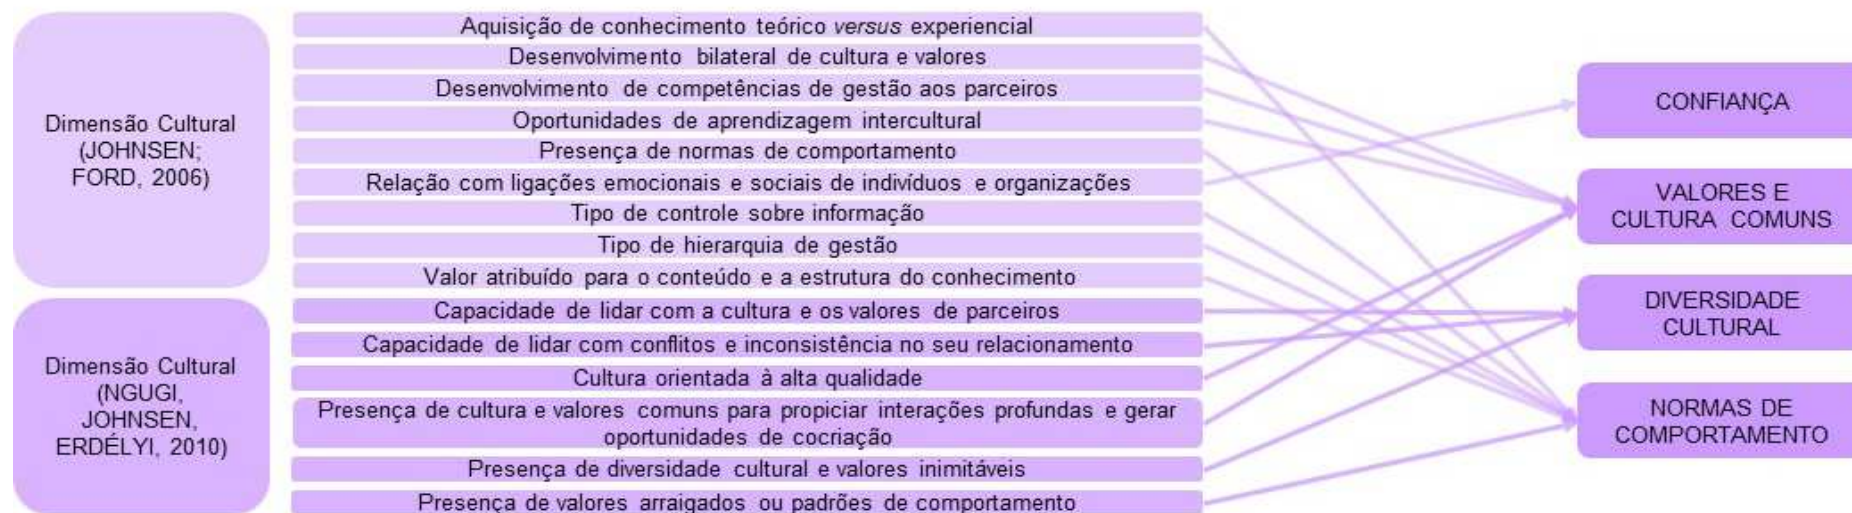 Dimensão Cultural
(JOHNSEN;
FORD, 2006)
Dimensão Cultural
(NGUGI,
JOHNSEN,
ERDÉLYI, 2010)
Aquisição de conhecimento teórico versus experiencial
Desenvolvimento bilateral de cultura e valores
Desenvolvimento de competências de gestão aos parceiros
Oportunidades de aprendizagem intercultural
Presença de normas de comportamento
Relação com ligações emocionais e sociais de indivíduos e organizações
Tipo de controle sobre informação
Tipo de hierarquia de gestão
Valor atribuído para o conteúdo e a estrutura do conhecimento
Capacidade de lidar com a cultura e os valores de parceiros
Capacidade de lidar com conflitos e inconsistência no seu relacionamento
Cultura orientada à alta qualidade
Presença de cultura e valores comuns para propiciar interações profundas e gerar
oportunidades de cocriação
Presença de diversidade cultural e valores inimitáveis
Presença de valores arraigados ou padrões de comportamento
CONFIANÇA
VALORES E
CULTURA COMUNS
DIVERSIDADE
CULTURAL
NORMAS DE
COMPORTAMENTO